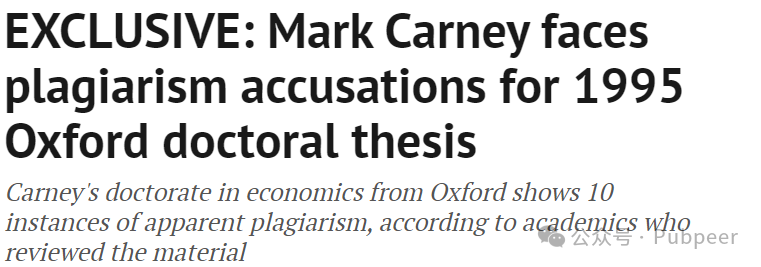 EXCLUSIVE: Mark Carney faces
plagiarism accusations for 1995
Oxford doctoral thesis
Carney's doctorate in economics from Oxford shows 10
instances of apparent plagiarism, according to academics who
reviewed the material
公众号 · Pubpeer